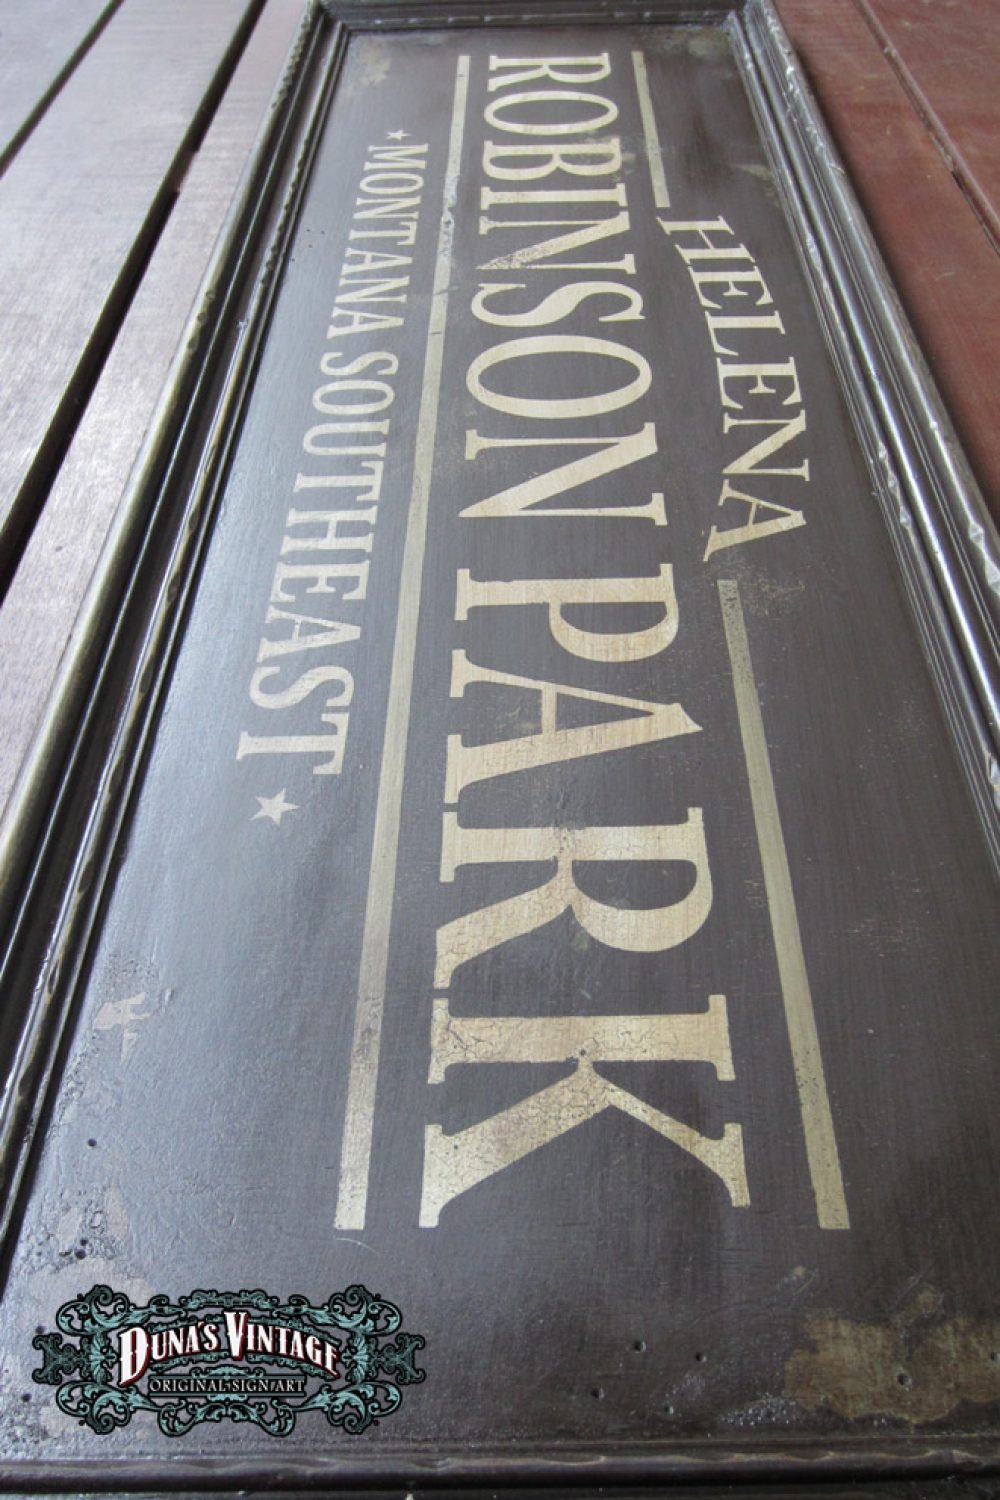 HELENA
ROBINSON PARK
★ MONTANA SOUTHEAST ★
DUNA'S VINTAGE
ORIGINAL SIGN ART